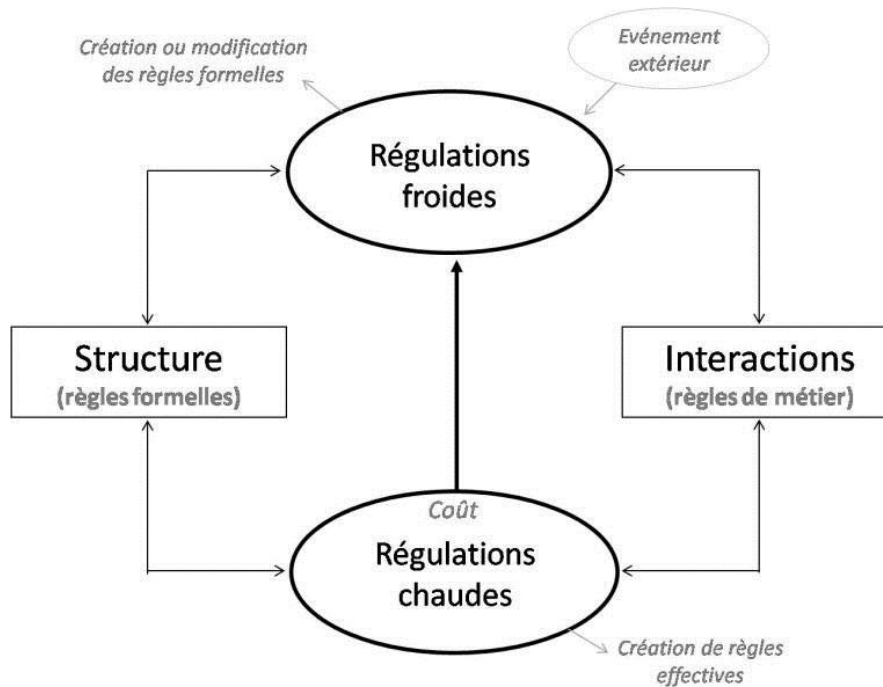 Création ou modification
des règles formelles
Evénement
extérieur
Régulations
froides
Structure
(règles formelles)
Interactions
(règles de métier)
Coût
Régulations
chaudes
Création de règles
effectives